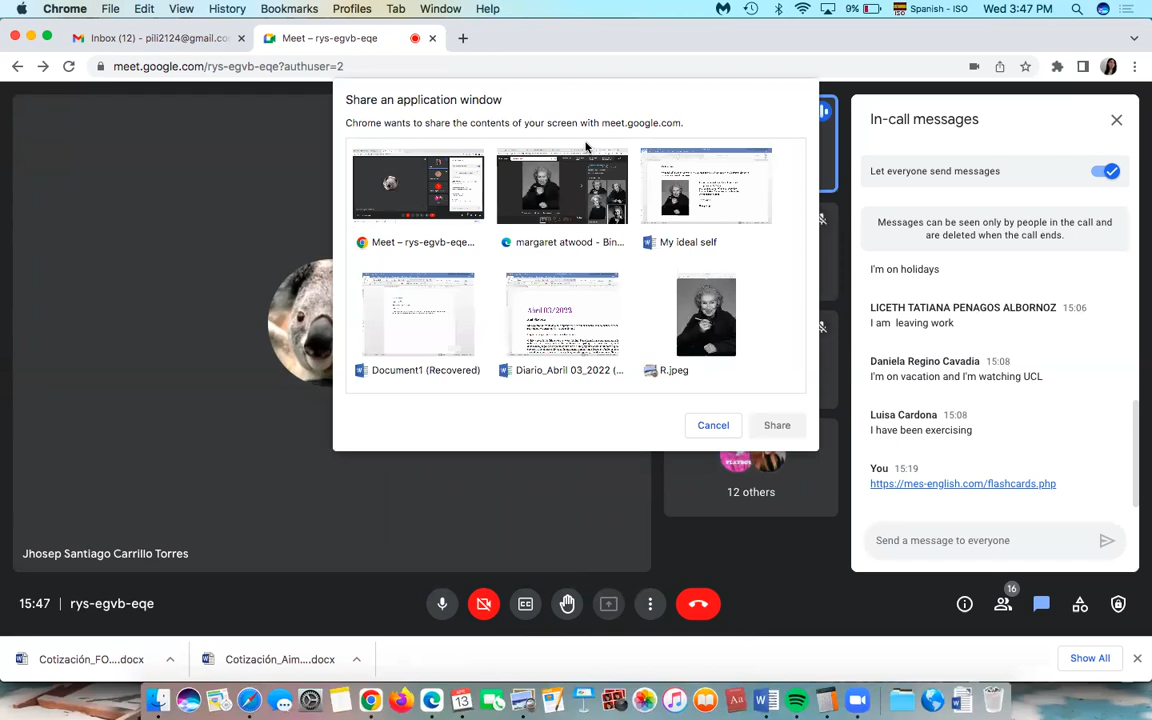 Chrome File Edit View History Bookmarks Profiles Tab Window Help 9% Spanish - ISO Wed 3:47 PM
Inbox (12) - pili2124@gmail.co Meet – rys-egvb-eqe
meet.google.com/rys-egvb-eqe?authuser=2
Share an application window
Chrome wants to share the contents of your screen with meet.google.com.
Meet – rys-egvb-eqe... margaret atwood - Bin... My ideal self
Abril 03/2022
Document1 (Recovered) Diario_Abril 03_2022 (... R.jpeg
Cancel Share
In-call messages
Let everyone send messages
Messages can be seen only by people in the call and
are deleted when the call ends.
I'm on holidays
LICETH TATIANA PENAGOS ALBORNOZ 15:06
I am leaving work
Daniela Regino Cavadia 15:08
I'm on vacation and I'm watching UCL
Luisa Cardona 15:08
I have been exercising
You 15:19
https://mes-english.com/flashcards.php
Send a message to everyone
12 others
Jhosep Santiago Carrillo Torres
15:47 | rys-egvb-eqe
16
Cotización_FO....docx Cotización_Aim....docx Show All
13